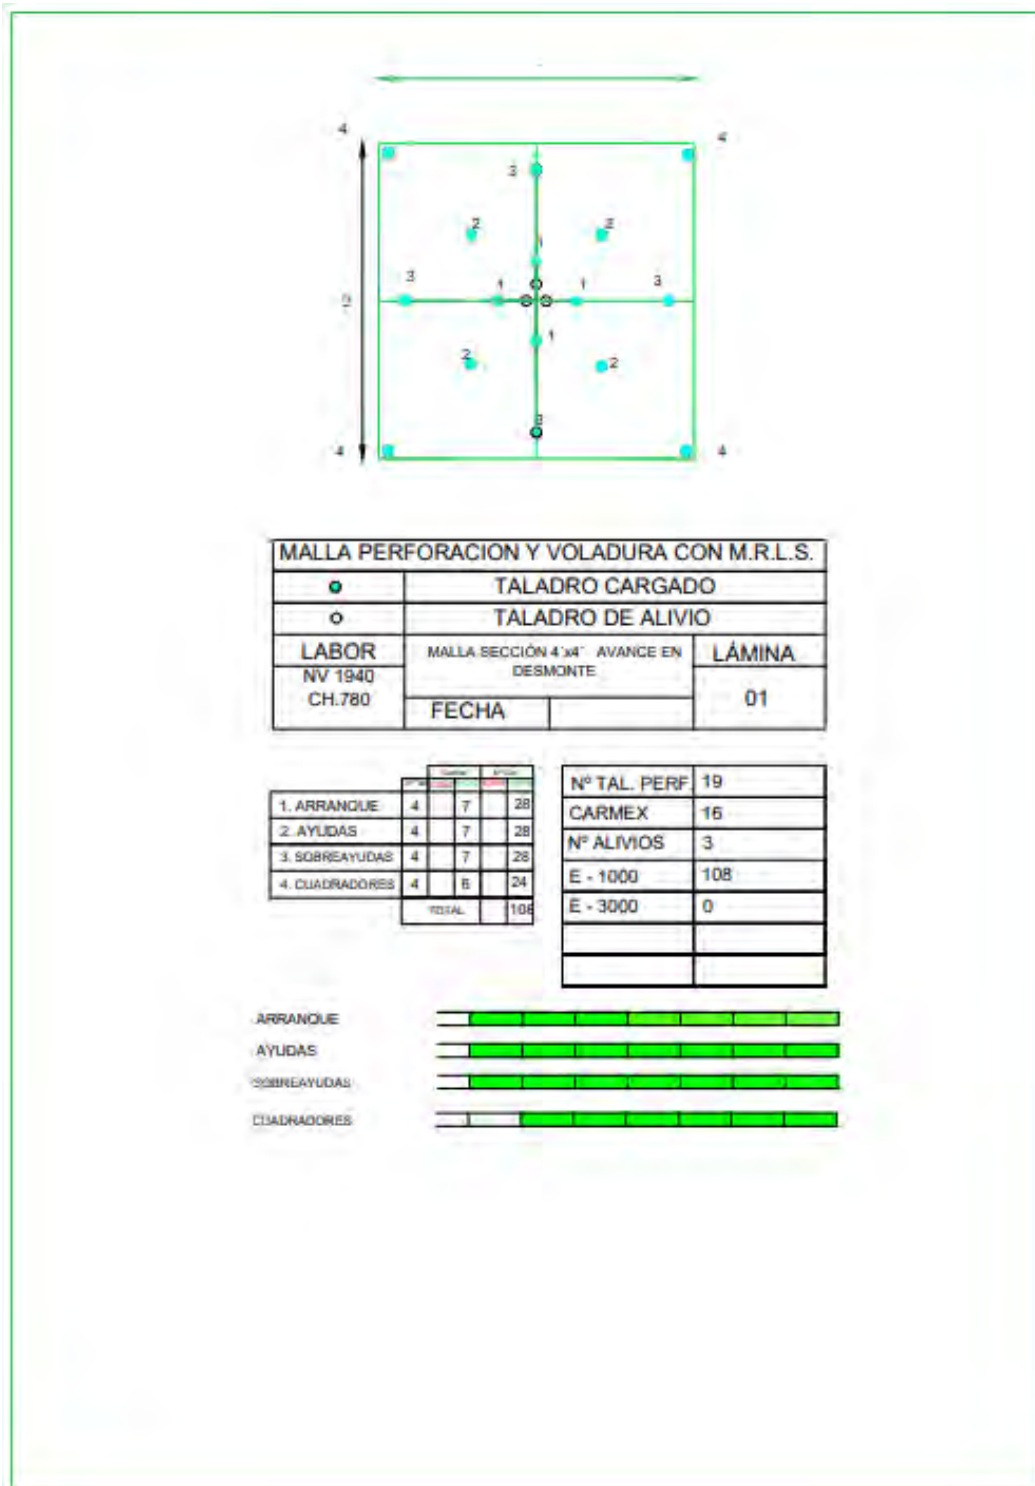 4
4
3
2
2
1
3
1
1
3
1
2
2
3
4
4
MALLA PERFORACION Y VOLADURA CON M.R.L.S.
TALADRO CARGADO
TALADRO DE ALIVIO
LABOR
NV 1940
CH.780
MALLA SECCIÓN 4´x4´ AVANCE EN
DESMONTE
FECHA
LÁMINA
01
1. ARRANQUE 4 7 28
2. AYUDAS 4 7 28
3. SOBREAYUDAS 4 7 28
4. CUADRADORES 4 6 24
TOTAL 108
Nº TAL. PERF. 19
CARMEX 16
Nº ALIVIOS 3
E - 1000 108
E - 3000 0
ARRANQUE
AYUDAS
SOBREAYUDAS
CUADRADORES